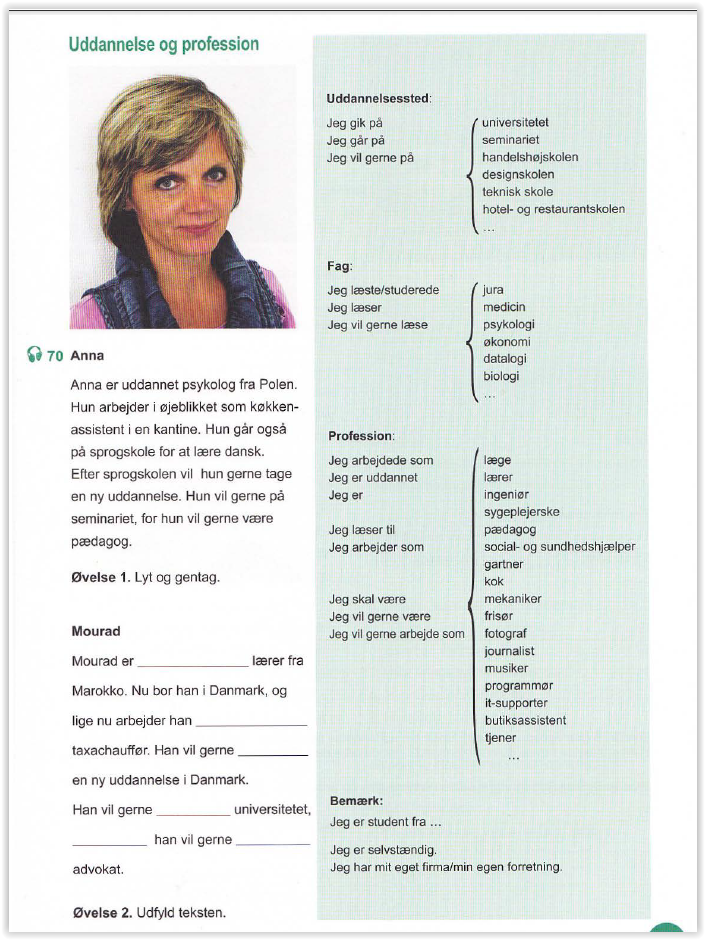 Uddannelse og profession
70 Anna
Anna er uddannet psykolog fra Polen.
Hun arbejder i øjeblikket som køkken-
assistent i en kantine. Hun går også
på sprogskole for at lære dansk.
Efter sprogskolen vil hun gerne tage
en ny uddannelse. Hun vil gerne på
seminariet, for hun vil gerne være
pædagog.
Øvelse 1. Lyt og gentag.
Mourad
Mourad er ________________ lærer fra
Marokko. Nu bor han i Danmark, og
lige nu arbejder han ________________
taxachauffør. Han vil gerne __________
en ny uddannelse i Danmark.
Han vil gerne __________ universitetet,
__________ han vil gerne __________
advokat.
Øvelse 2. Udfyld teksten.
Uddannelsessted:
Jeg gik på
Jeg går på
Jeg vil gerne på
universitetet
seminariet
handelshøjskolen
designskolen
teknisk skole
hotel- og restaurantskolen
...
Fag:
Jeg læste/studerede
Jeg læser
Jeg vil gerne læse
jura
medicin
psykologi
økonomi
datalogi
biologi
...
Profession:
Jeg arbejdede som
Jeg er uddannet
Jeg er
Jeg læser til
Jeg arbejder som
Jeg skal være
Jeg vil gerne være
Jeg vil gerne arbejde som
læge
lærer
ingeniør
sygeplejerske
pædagog
social- og sundhedshjælper
gartner
kok
mekaniker
frisør
fotograf
journalist
musiker
programmør
it-supporter
butiksassistent
tjener
...
Bemærk:
Jeg er student fra ...
Jeg er selvstændig.
Jeg har mit eget firma/min egen forretning.